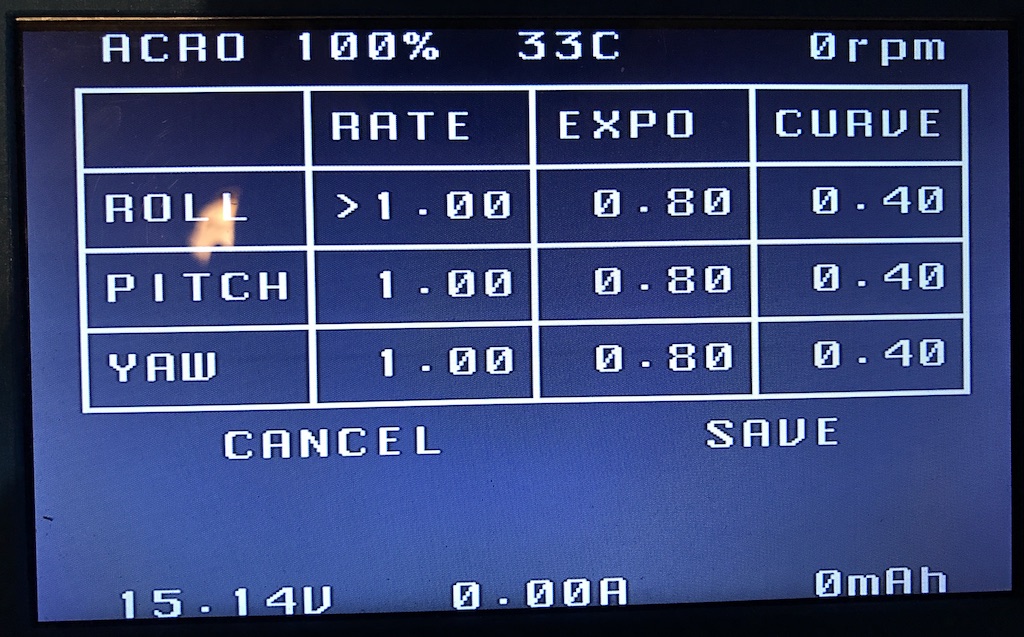 ACRO 100% 33C 0rpm
RATE EXPO CURVE
ROLL >1.00 0.80 0.40
PITCH 1.00 0.80 0.40
YAW 1.00 0.80 0.40
CANCEL SAVE
15.14V 0.00A 0mAh